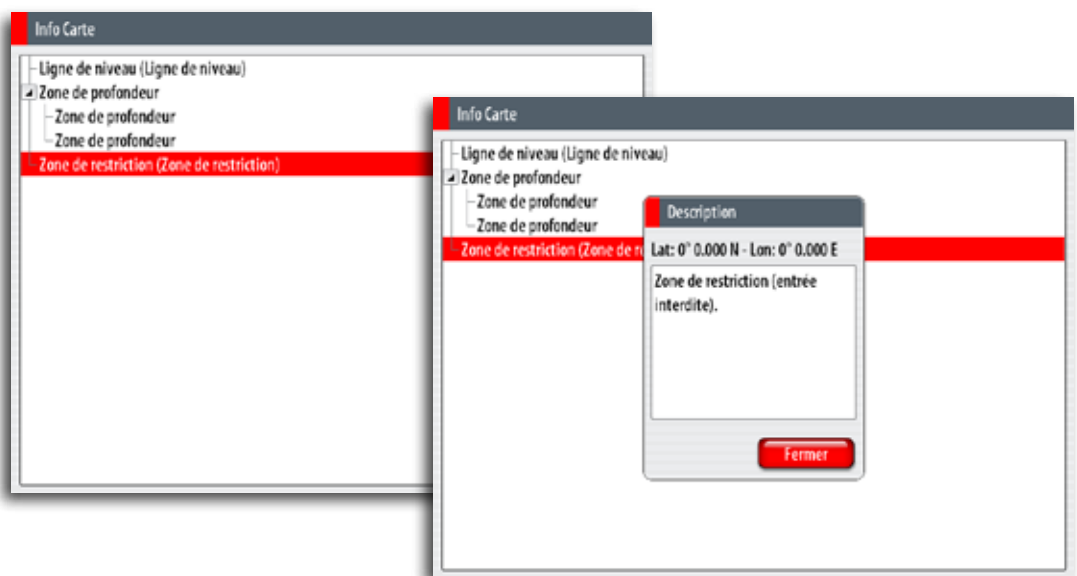 Info Carte
Ligne de niveau (Ligne de niveau)
Zone de profondeur
Zone de profondeur
Zone de profondeur
Zone de restriction (Zone de restriction)
Info Carte
Ligne de niveau (Ligne de niveau)
Zone de profondeur
Zone de profondeur
Zone de profondeur
Zone de restriction (Zone de
Description
Lat: 0° 0.000 N - Lon: 0° 0.000 E
Zone de restriction (entrée
interdite).
Fermer